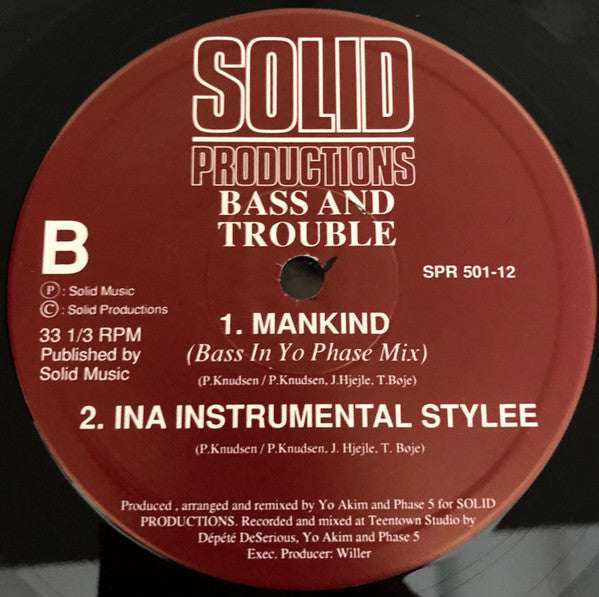 SOLID
PRODUCTIONS
BASS AND
TROUBLE
B
SPR 501-12
Ⓟ: Solid Music
Ⓒ: Solid Productions
33 1/3 RPM
Published by
Solid Music
1. MANKIND
(Bass In Yo Phase Mix)
(P.Knudsen / P.Knudsen, J.Hjejle, T.Bøje)
2. INA INSTRUMENTAL STYLEE
(P.Knudsen / P.Knudsen, J. Hjejle, T. Bøje)
Produced , arranged and remixed by Yo Akim and Phase 5 for SOLID
PRODUCTIONS. Recorded and mixed at Teentown Studio by
Dépété DeSerious, Yo Akim and Phase 5
Exec. Producer: Willer